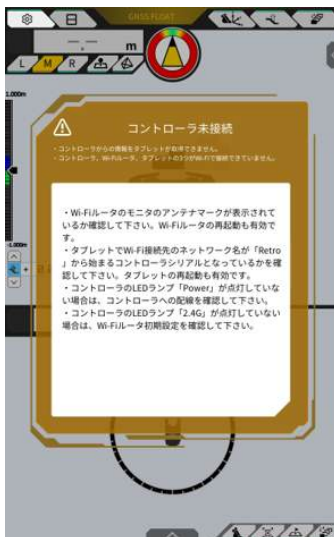 GNSS FLOAT
-.-- m
L M R
1.000m
コントローラ未接続
・コントローラからの情報をタブレットが取得できません。
・コントローラ、Wi-Fiルータ、タブレットの3つがWi-Fiで接続できていません。
・Wi-Fiルータのモニタのアンテナマークが表示されて
いるか確認して下さい。Wi-Fiルータの再起動も有効で
す。
・タブレットでWi-Fi接続先のネットワーク名が「Retro
」から始まるコントローラシリアルとなっているかを確
認して下さい。タブレットの再起動も有効です。
・コントローラのLEDランプ「Power」が点灯していな
い場合は、コントローラへの配線を確認して下さい。
・コントローラのLEDランプ「2.4G」が点灯していない
場合は、Wi-Fiルータ初期設定を確認して下さい。
-1.000m